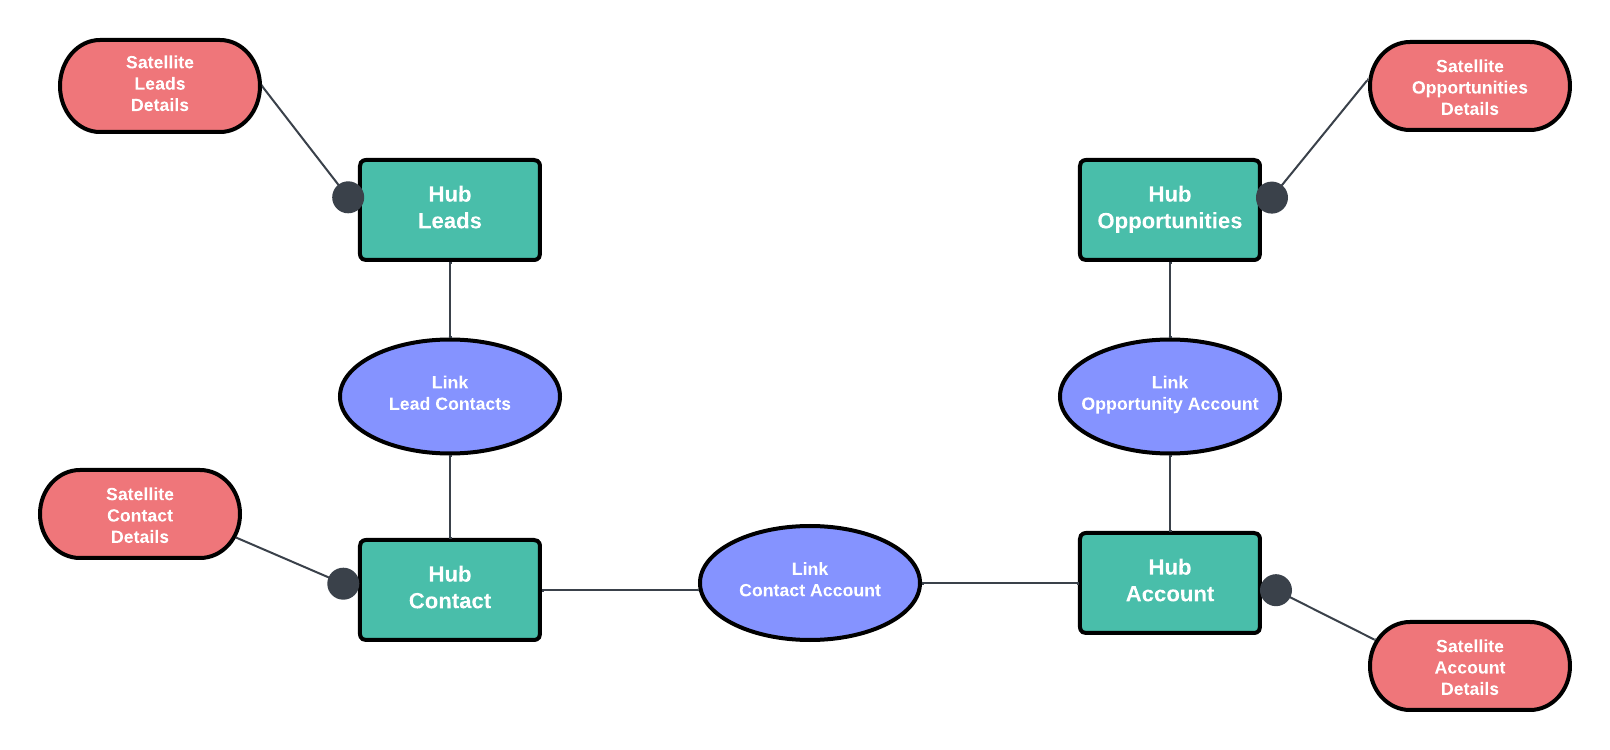 Satellite
Leads
Details
Satellite
Opportunities
Details
Hub
Leads
Hub
Opportunities
Link
Lead Contacts
Link
Opportunity Account
Satellite
Contact
Details
Hub
Contact
Link
Contact Account
Hub
Account
Satellite
Account
Details